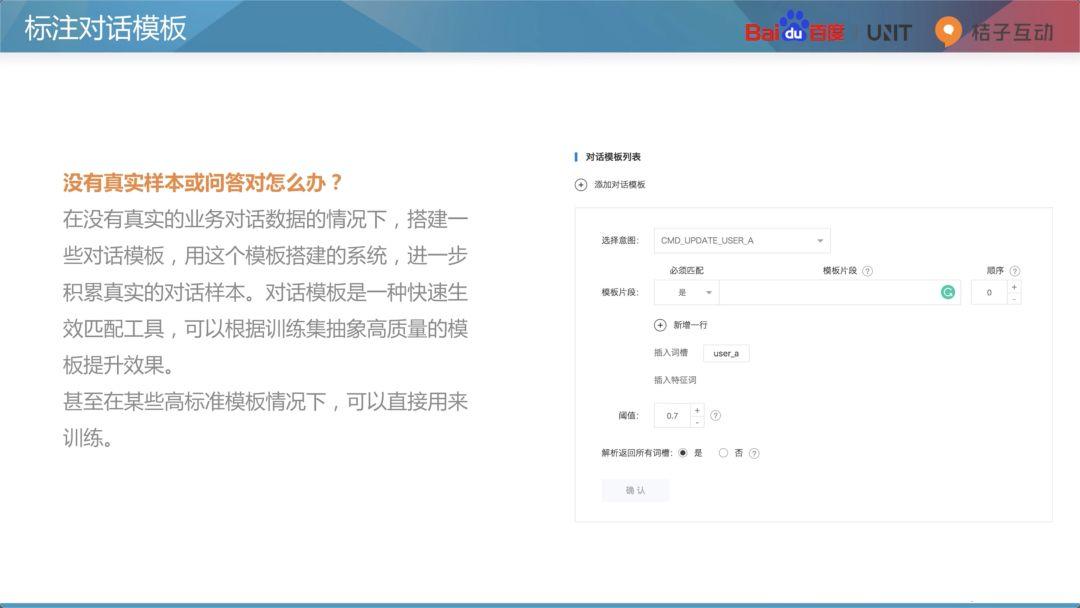 标注对话模板
Baidu百度 UNIT 桔子互动
没有真实样本或问答对怎么办？
在没有真实的业务对话数据的情况下，搭建一
些对话模板，用这个模板搭建的系统，进一步
积累真实的对话样本。对话模板是一种快速生
效匹配工具，可以根据训练集抽象高质量的模
板提升效果。
甚至在某些高标准模板情况下，可以直接用来
训练。
对话模板列表
添加对话模板
选择意图: CMD_UPDATE_USER_A
必须匹配 模板片段 ? 顺序 ?
模板片段: 是 0 + -
新增一行
插入词槽 user_a
插入特征词
阈值: 0.7 + - ?
解析返回所有词槽: 是 否 ?
确认